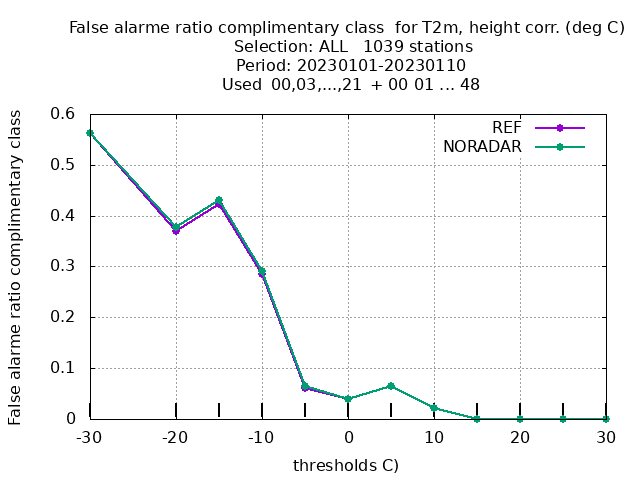 False alarme ratio complimentary class  for T2m, height corr. (deg C)
Selection: ALL   1039 stations
Period: 20230101-20230110
Used  00,03,...,21  + 00 01 ... 48
False alarme ratio complimentary class
0.6
0.5
0.4
0.3
0.2
0.1
0
REF
NORADAR
-30 -20 -10 0 10 20 30
thresholds C)